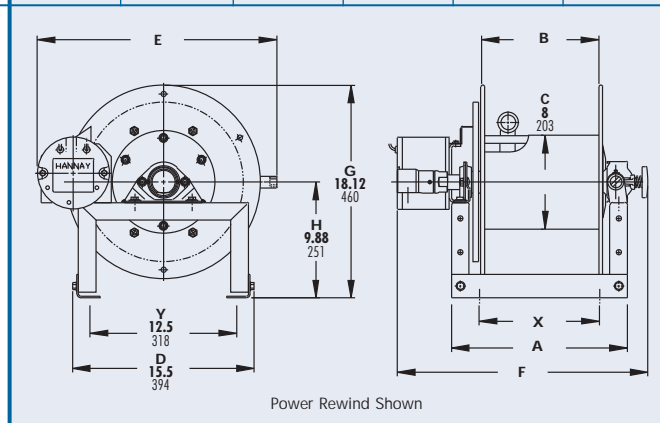 E
B
C
8
203
HANNAY
G
18.12
460
H
9.88
251
Y
12.5
318
X
A
D
15.5
394
F
Power Rewind Shown